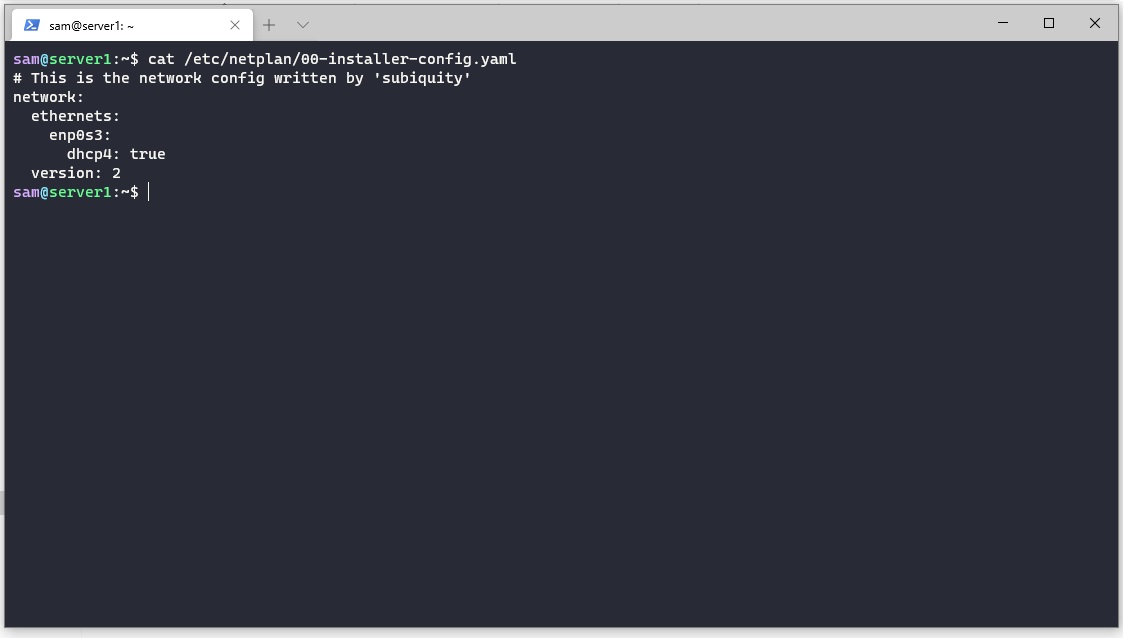 sam@server1: ~
sam@server1:~$ cat /etc/netplan/00-installer-config.yaml
# This is the network config written by 'subiquity'
network:
  ethernets:
    enp0s3:
      dhcp4: true
  version: 2
sam@server1:~$